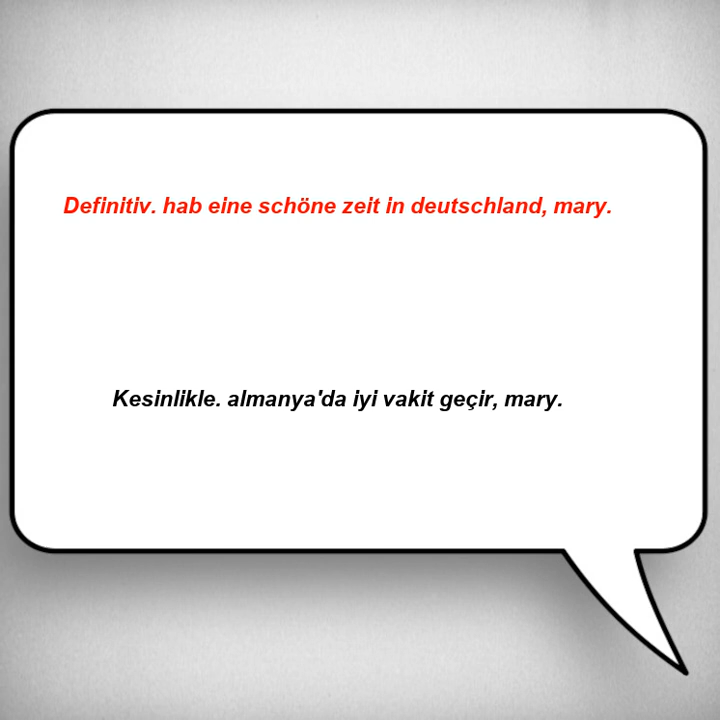 Definitiv. hab eine schöne zeit in deutschland, mary.
Kesinlikle. almanya'da iyi vakit geçir, mary.